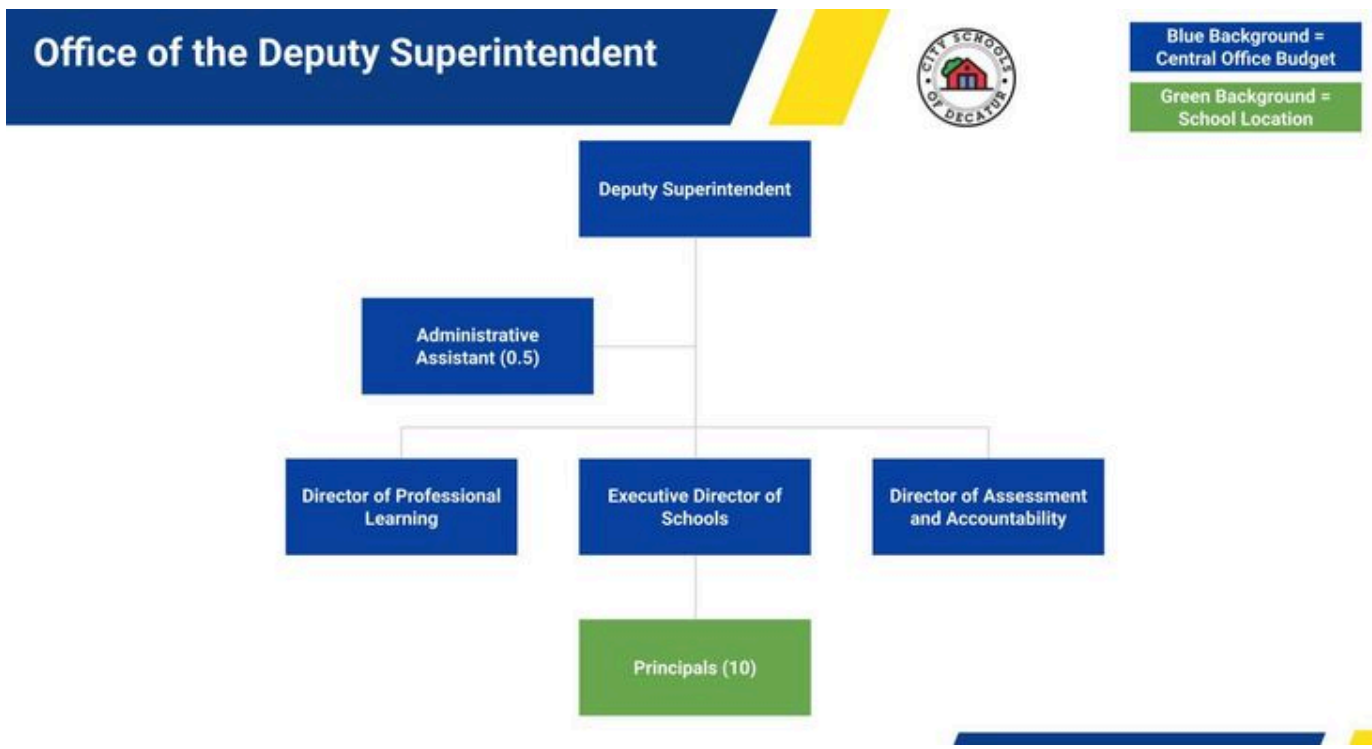 Office of the Deputy Superintendent
CITY SCHOOLS
OF DECATUR
Blue Background =
Central Office Budget
Green Background =
School Location
Deputy Superintendent
Administrative
Assistant (0.5)
Director of Professional
Learning
Executive Director of
Schools
Director of Assessment
and Accountability
Principals (10)